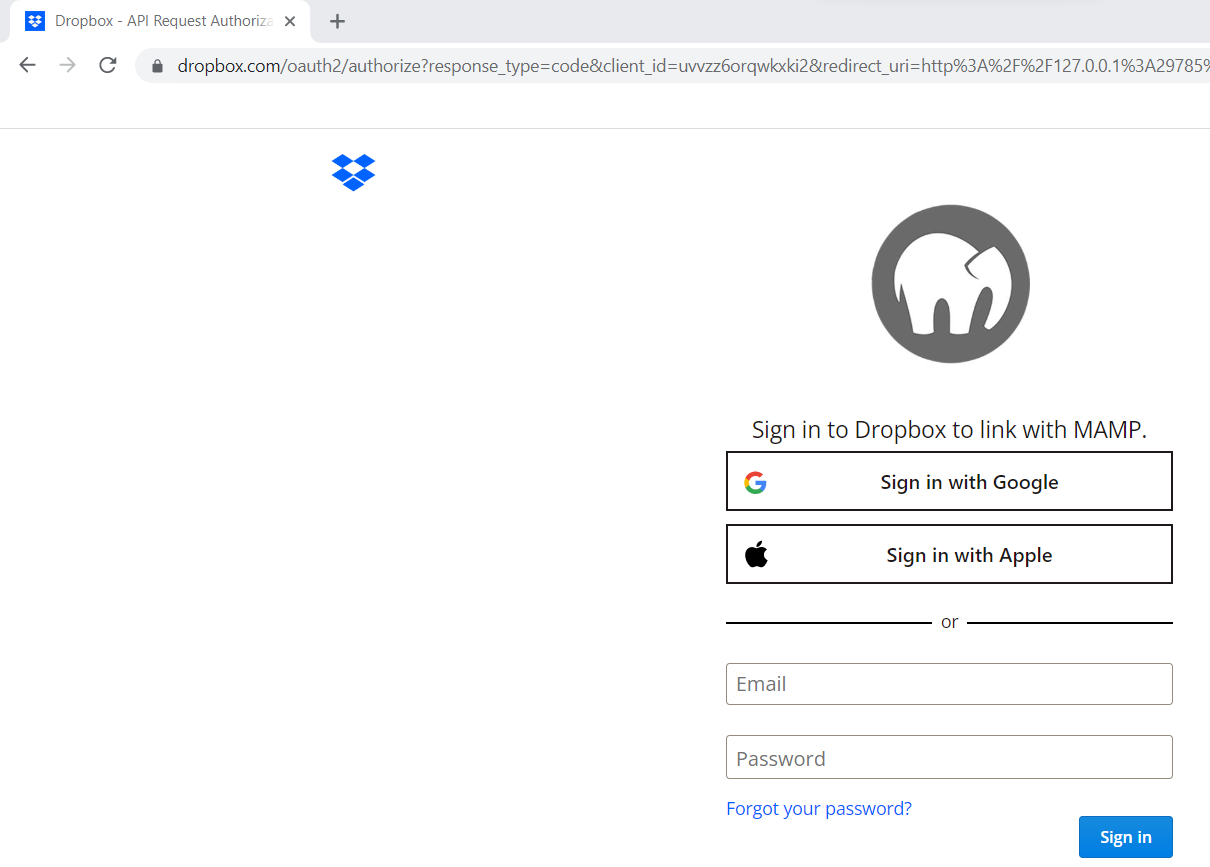 Dropbox - API Request Authoriza
dropbox.com/oauth2/authorize?response_type=code&client_id=uvvzz6orqwkxki2&redirect_uri=http%3A%2F%2F127.0.0.1%3A29785%
Sign in to Dropbox to link with MAMP.
Sign in with Google
Sign in with Apple
or
Email
Password
Forgot your password?
Sign in